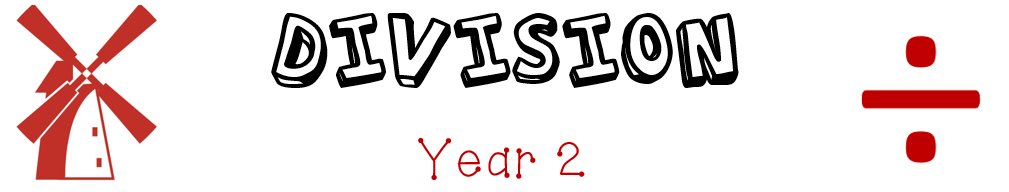 DIVISION
÷
Year 2